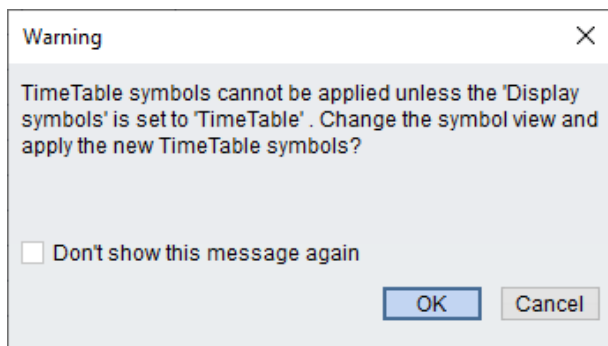 Warning
TimeTable symbols cannot be applied unless the 'Display
symbols' is set to 'TimeTable' . Change the symbol view and
apply the new TimeTable symbols?
Don't show this message again
OK Cancel